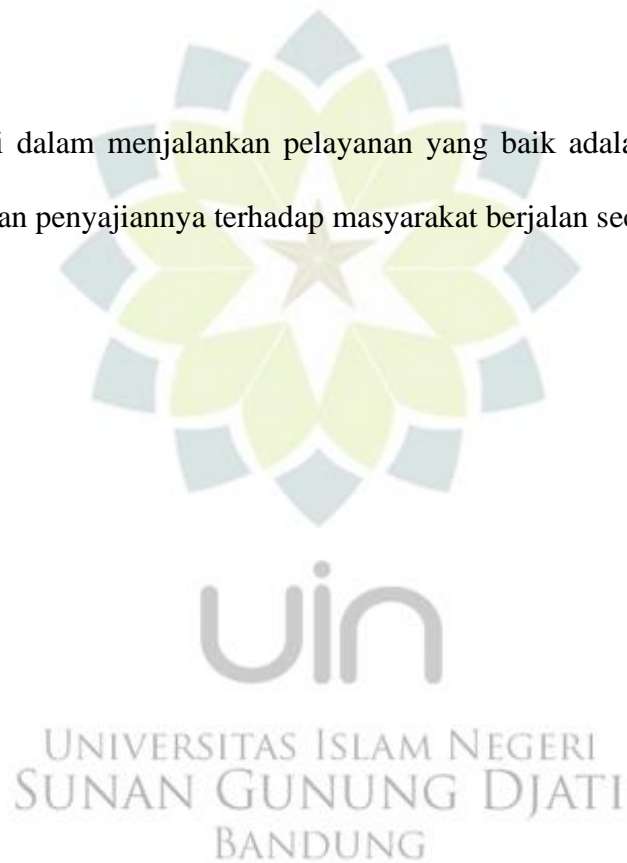 i dalam menjalankan pelayanan yang baik adala
an penyajiannya terhadap masyarakat berjalan sec
uin
UNIVERSITAS ISLAM NEGERI
SUNAN GUNUNG DJATI
BANDUNG